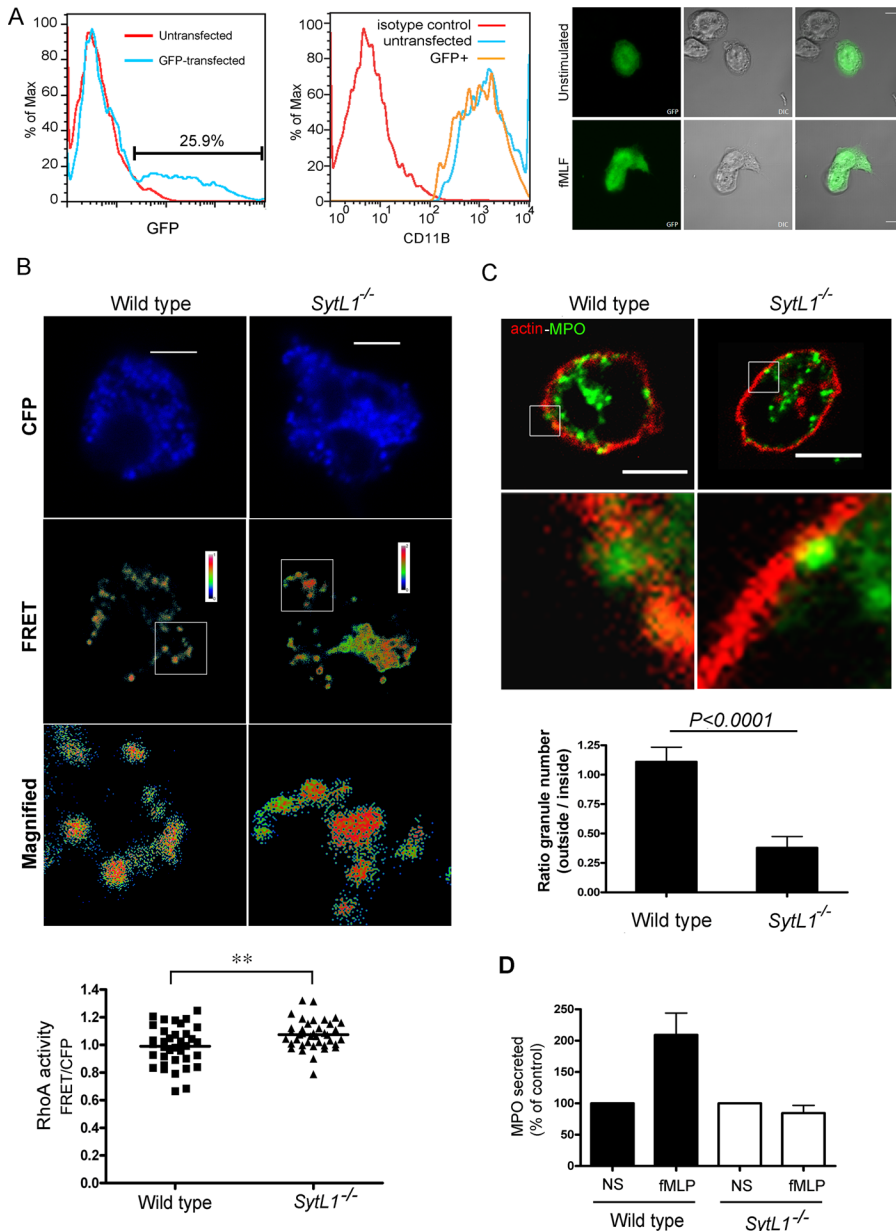 A
Untransfected
GFP-transfected
25.9%
% of Max
100
80
60
40
20
0
GFP
isotype control
untransfected
GFP+
% of Max
100
80
60
40
20
0
10^0
10^1
10^2
10^3
10^4
CD11B
Unstimulated
GFP
DIC
fMLF
GFP
DIC
B
Wild type
SytL1^-/-
CFP
FRET
Magnified
**
RhoA activity
FRET/CFP
1.4
1.2
1.0
0.8
0.6
0.4
0.2
0.0
Wild type
SytL1^-/-
C
Wild type
SytL1^-/-
actin-MPO
P<0.0001
Ratio granule number
(outside / inside)
1.25
1.00
0.75
0.50
0.25
0.00
Wild type
SytL1^-/-
D
MPO secreted
(% of control)
250
200
150
100
50
0
NS
fMLP
NS
fMLP
Wild type
SytL1^-/-